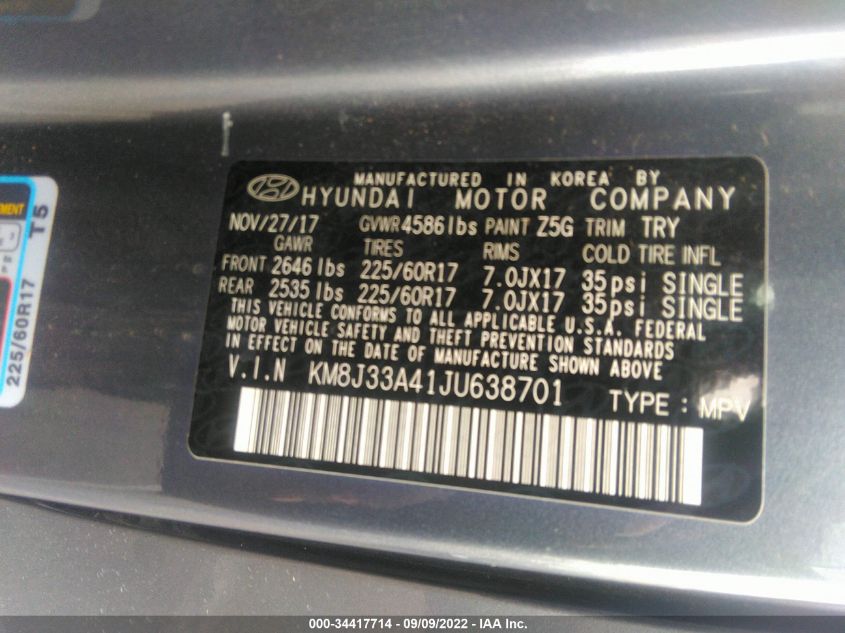 MANUFACTURED IN KOREA BY
HYUNDAI MOTOR COMPANY
NOV/27/17 GVWR 4586 lbs PAINT Z5G TRIM TRY
GAWR TIRES RIMS COLD TIRE INFL
FRONT 2646 lbs 225/60R17 7.0JX17 35psi SINGLE
REAR 2535 lbs 225/60R17 7.0JX17 35psi SINGLE
THIS VEHICLE CONFORMS TO ALL APPLICABLE U.S.A. FEDERAL
MOTOR VEHICLE SAFETY AND THEFT PREVENTION STANDARDS
IN EFFECT ON THE DATE OF MANUFACTURE SHOWN ABOVE
V.I.N KM8J33A41JU638701 TYPE : MPV
225/60R17 T5
000-34417714 - 09/09/2022 - IAA Inc.